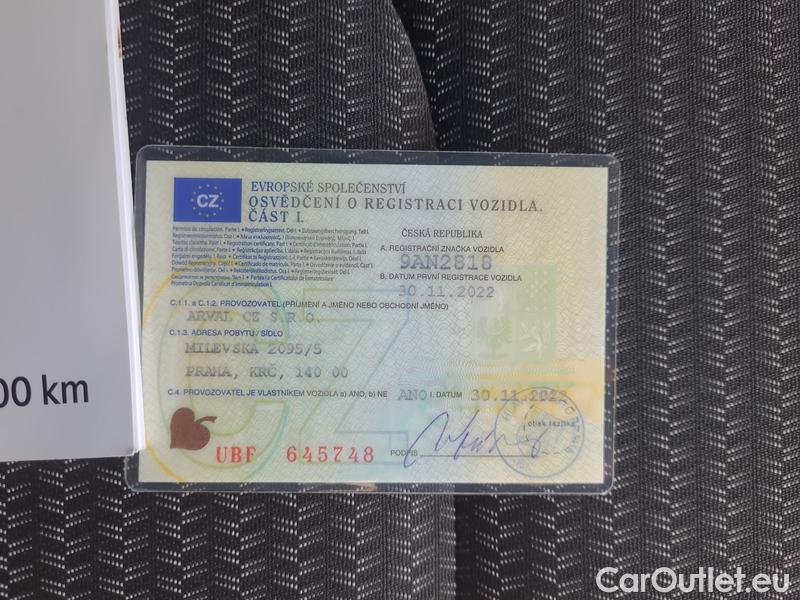 CZ
EVROPSKÉ SPOLEČENSTVÍ
OSVĚDČENÍ O REGISTRACI VOZIDLA.
ČÁST I.
ČESKÁ REPUBLIKA
A. REGISTRAČNÍ ZNAČKA VOZIDLA
9AN2818
B. DATUM PRVNÍ REGISTRACE VOZIDLA
30.11.2022
C.1.1. a C.1.2. PROVOZOVATEL (PŘÍJMENÍ A JMÉNO NEBO OBCHODNÍ JMÉNO)
ARVAL CZ S.R.O.
C.1.3. ADRESA POBYTU/SÍDLO
MILEVSKÁ 2095/5
PRAHA, KRČ, 140 00
C.4. PROVOZOVATEL JE VLASTNÍKEM VOZIDLA a) ANO, b) NE ANO I. DATUM 30.11.2022
otisk razítka
UBF 645748 PODPIS
00 km
CarOutlet.eu